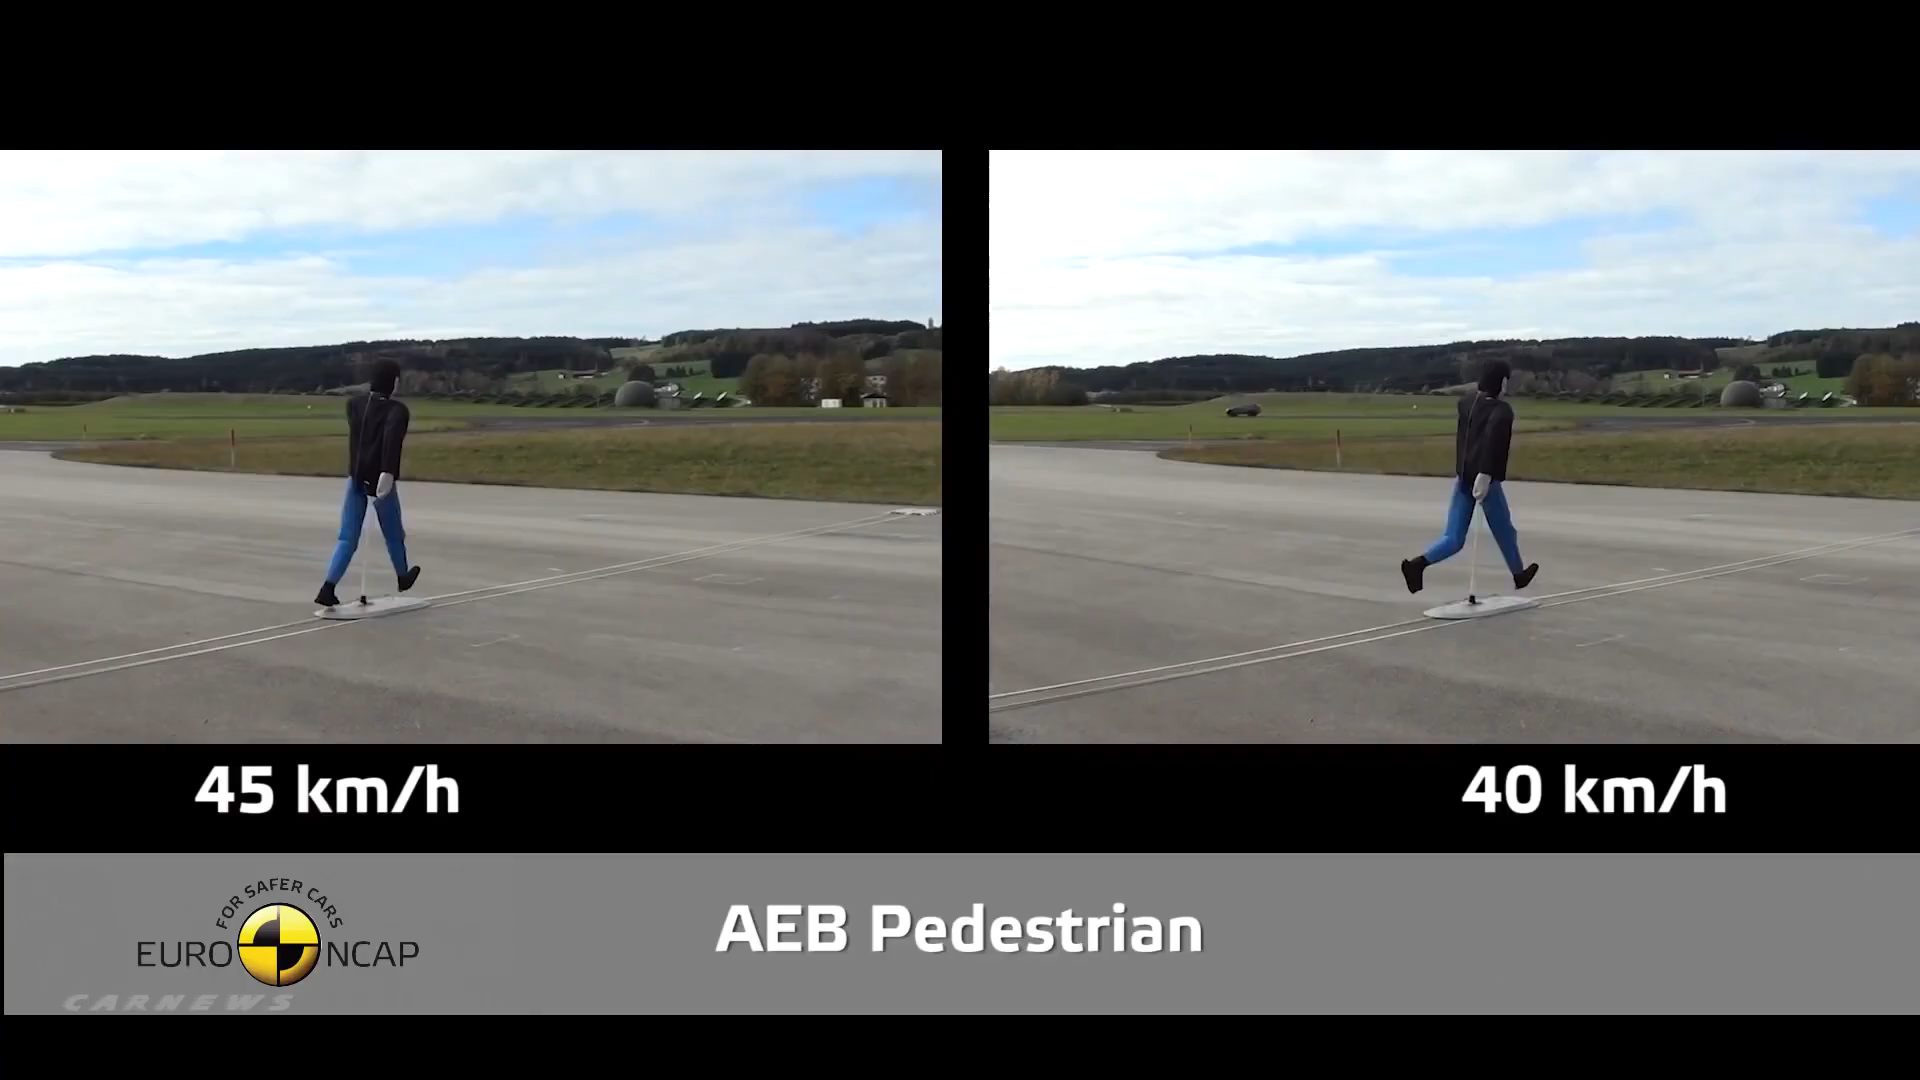 45 km/h
40 km/h
FOR SAFER CARS
EURO NCAP
AEB Pedestrian
CARNEWS